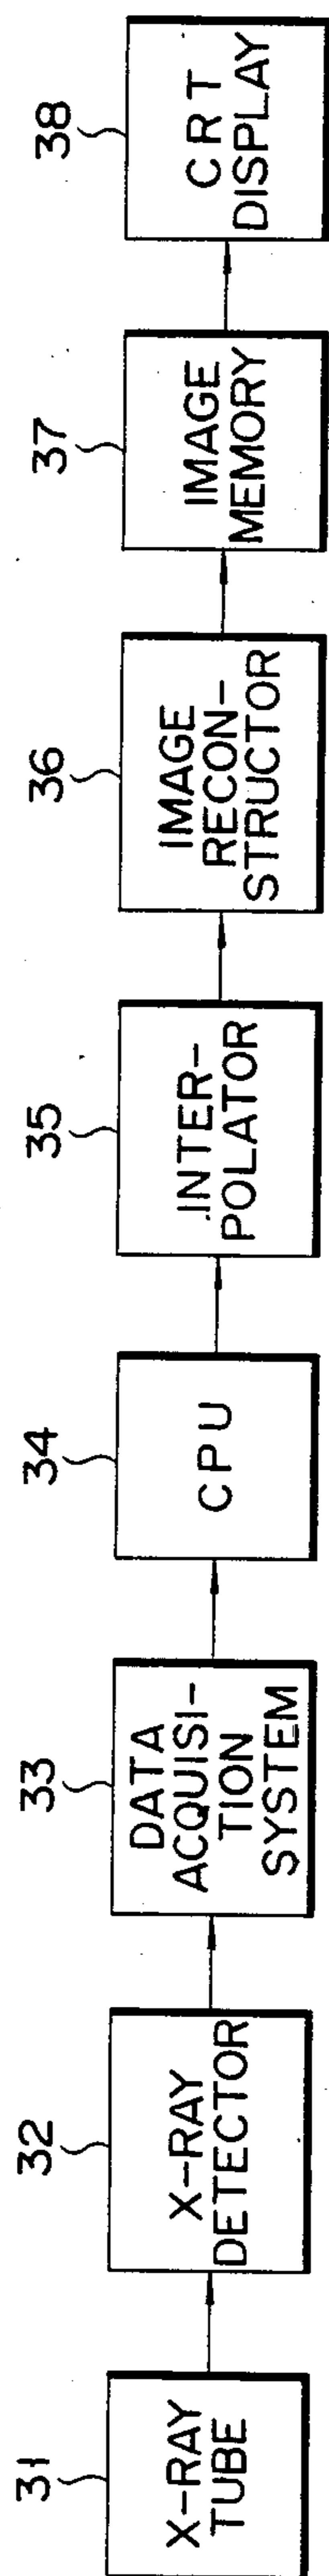 31
X-RAY
TUBE
32
X-RAY
DETECTOR
33
DATA
ACQUISI-
TION
SYSTEM
34
CPU
35
INTER-
POLATOR
36
IMAGE
RECON-
STRUCTOR
37
IMAGE
MEMORY
38
CRT
DISPLAY